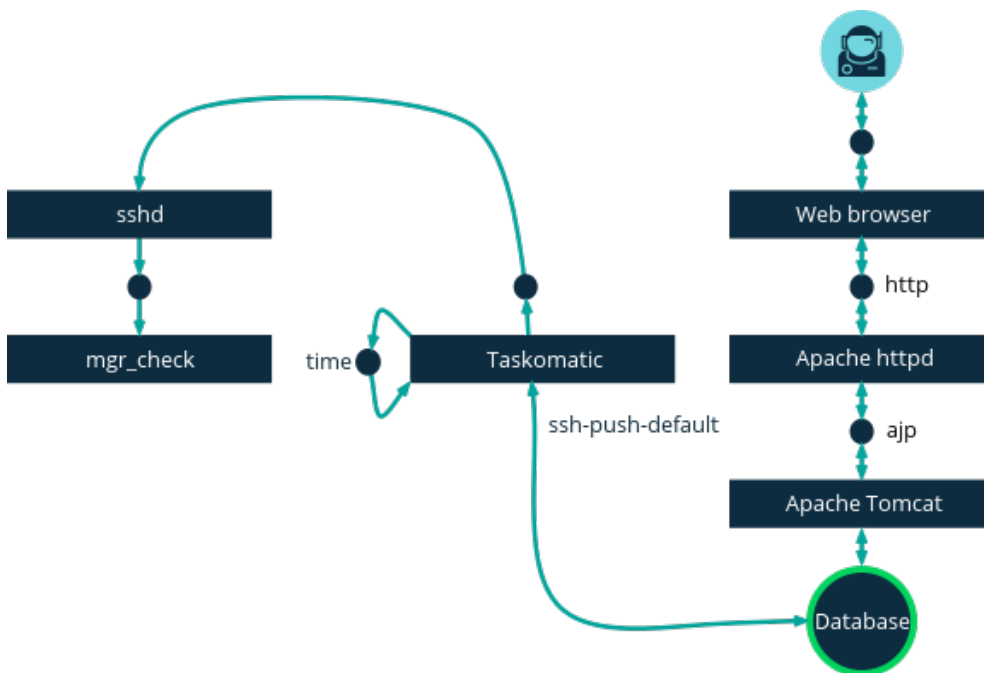 sshd
Web browser
http
mgr_check
time
Taskomatic
Apache httpd
ssh-push-default
ajp
Apache Tomcat
Database